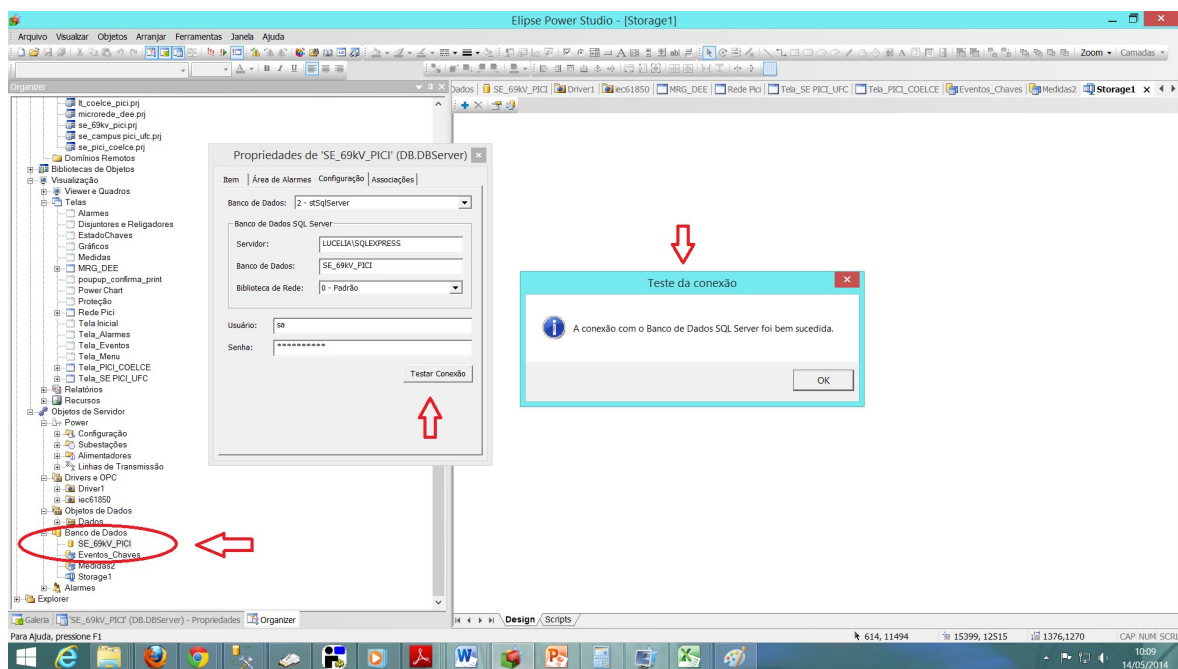 Elipse Power Studio - [Storage1]
Arquivo Visualizar Objetos Arranjar Ferramentas Janela Ajuda
Zoom Camadas
Organizer
Dados SE_69kV_PICI Driver1 iec61850 MRG_DEE Rede Pici Tela_SE PICI_UFC Tela_PICI_COELCE Eventos_Chaves Medidas2 Storage1
lt_coelce_pici.prj
microrede_dee.prj
se_69kv_pici.prj
se_campus pici_ufc.prj
se_pici_coelce.prj
Domínios Remotos
Bibliotecas de Objetos
Visualização
Viewer e Quadros
Telas
Alarmes
Disjuntores e Religadores
EstadoChaves
Gráficos
Medidas
MRG_DEE
poupup_confirma_print
Power Chart
Proteção
Rede Pici
Tela Inicial
Tela_Alarmes
Tela_Eventos
Tela_Menu
Tela_PICI_COELCE
Tela_SE PICI_UFC
Relatórios
Recursos
Objetos de Servidor
Power
Configuração
Subestações
Alimentadores
Linhas de Transmissão
Drivers e OPC
Driver1
iec61850
Objetos de Dados
Dados
Banco de Dados
SE_69kV_PICI
Eventos_Chaves
Medidas2
Storage1
Alarmes
Explorer
Propriedades de 'SE_69kV_PICI' (DB.DBServer)
Item Área de Alarmes Configuração Associações
Banco de Dados: 2 - stSqlServer
Banco de Dados SQL Server
Servidor: LUCELIA\SQLEXPRESS
Banco de Dados: SE_69kV_PICI
Biblioteca de Rede: 0 - Padrão
Usuário: sa
Senha: **********
Testar Conexão
Teste da conexão
A conexão com o Banco de Dados SQL Server foi bem sucedida.
OK
Galeria 'SE_69kV_PICI' (DB.DBServer) - Propriedades Organizer
Design Scripts
Para Ajuda, pressione F1
614, 11494 15399, 12515 1376,1270 CAP NUM SCRL
10:09
14/05/2014